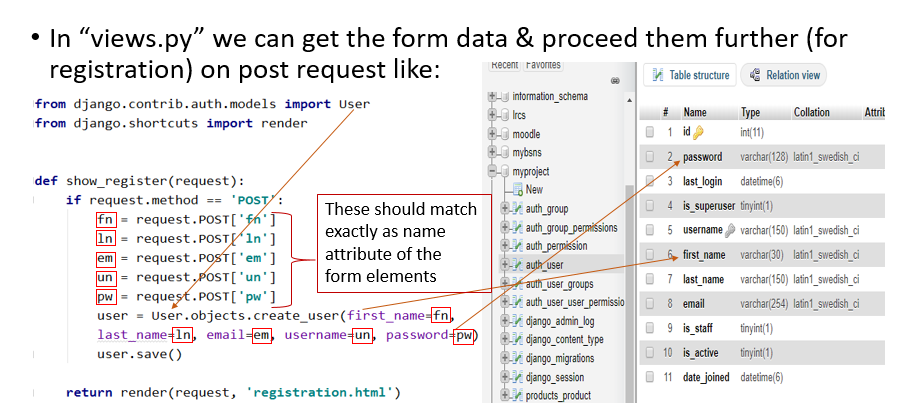 • In “views.py” we can get the form data & proceed them further (for
registration) on post request like:
from django.contrib.auth.models import User
from django.shortcuts import render
def show_register(request):
if request.method == 'POST':
fn = request.POST['fn']
ln = request.POST['ln']
em = request.POST['em']
un = request.POST['un']
pw = request.POST['pw']
user = User.objects.create_user(first_name=fn,
last_name=ln, email=em, username=un, password=pw)
user.save()
return render(request, 'registration.html')
These should match
exactly as name
attribute of the
form elements
Recent Favorites
information_schema
lrcs
moodle
mybsns
myproject
New
auth_group
auth_group_permissions
auth_permission
auth_user
auth_user_groups
auth_user_user_permissio
django_admin_log
django_content_type
django_migrations
django_session
products_product
Table structure Relation view
# Name Type Collation Attrib
1 id int(11)
2 password varchar(128) latin1_swedish_ci
3 last_login datetime(6)
4 is_superuser tinyint(1)
5 username varchar(150) latin1_swedish_ci
6 first_name varchar(30) latin1_swedish_ci
7 last_name varchar(150) latin1_swedish_ci
8 email varchar(254) latin1_swedish_ci
9 is_staff tinyint(1)
10 is_active tinyint(1)
11 date_joined datetime(6)